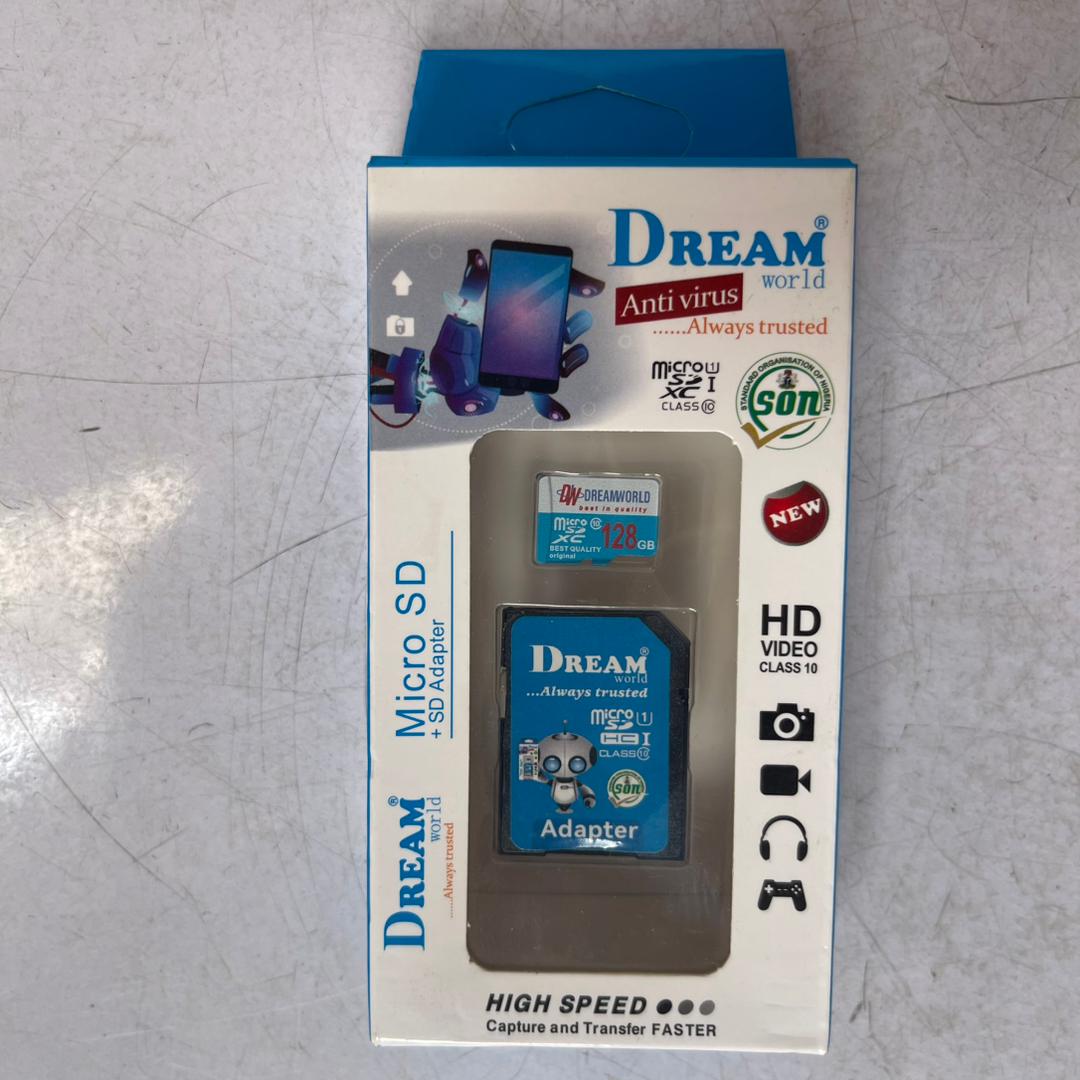 DREAM®
world
Anti virus
......Always trusted
micro SD XC U1 I
CLASS 10
STANDARD ORGANISATION OF NIGERIA
SON
DW DREAMWORLD
best in quality
micro SD XC 10
128GB
BEST QUALITY
original
NEW
HD
VIDEO
CLASS 10
Micro SD
+ SD Adapter
DREAM®
world
......Always trusted
DREAM®
world
...Always trusted
micro SD HC U1 I
CLASS 10
SON
Adapter
HIGH SPEED
Capture and Transfer FASTER